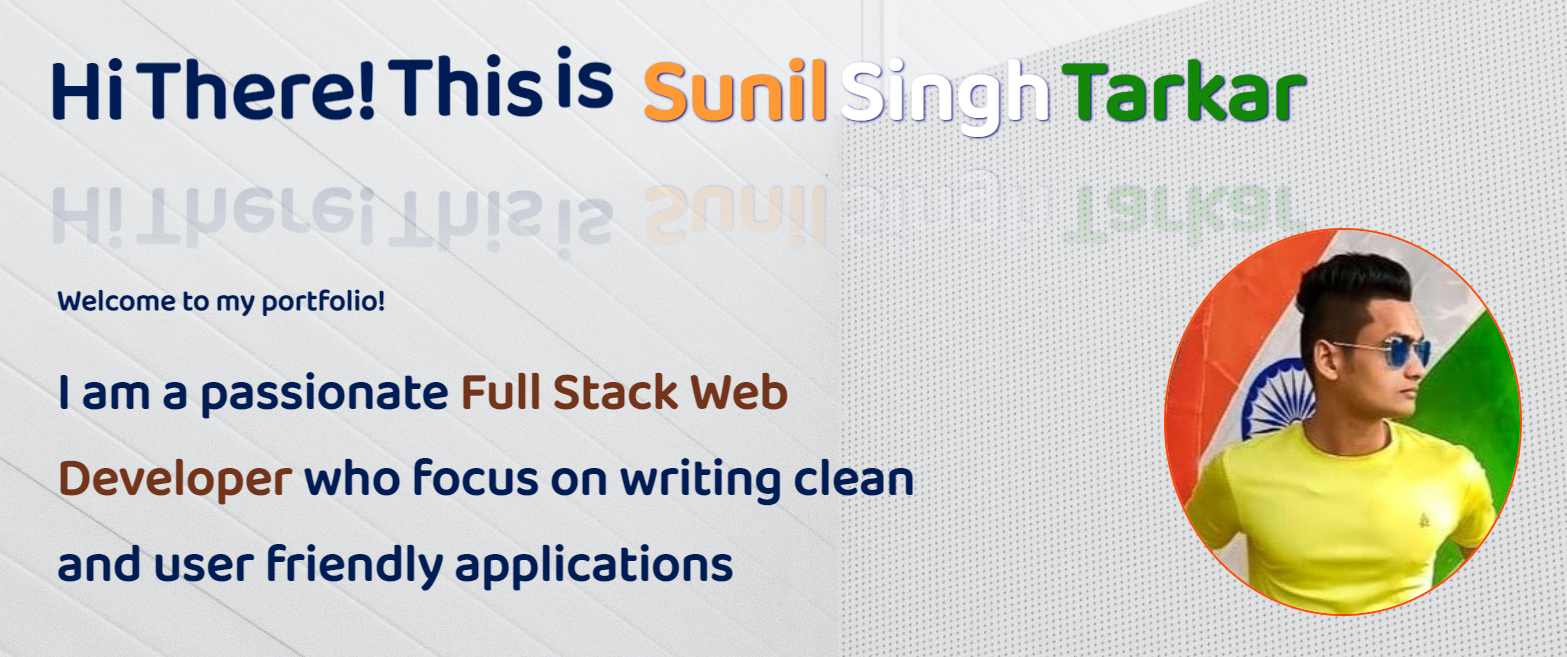 Hi There! This is Sunil Singh Tarkar
Welcome to my portfolio!
I am a passionate Full Stack Web
Developer who focus on writing clean
and user friendly applications